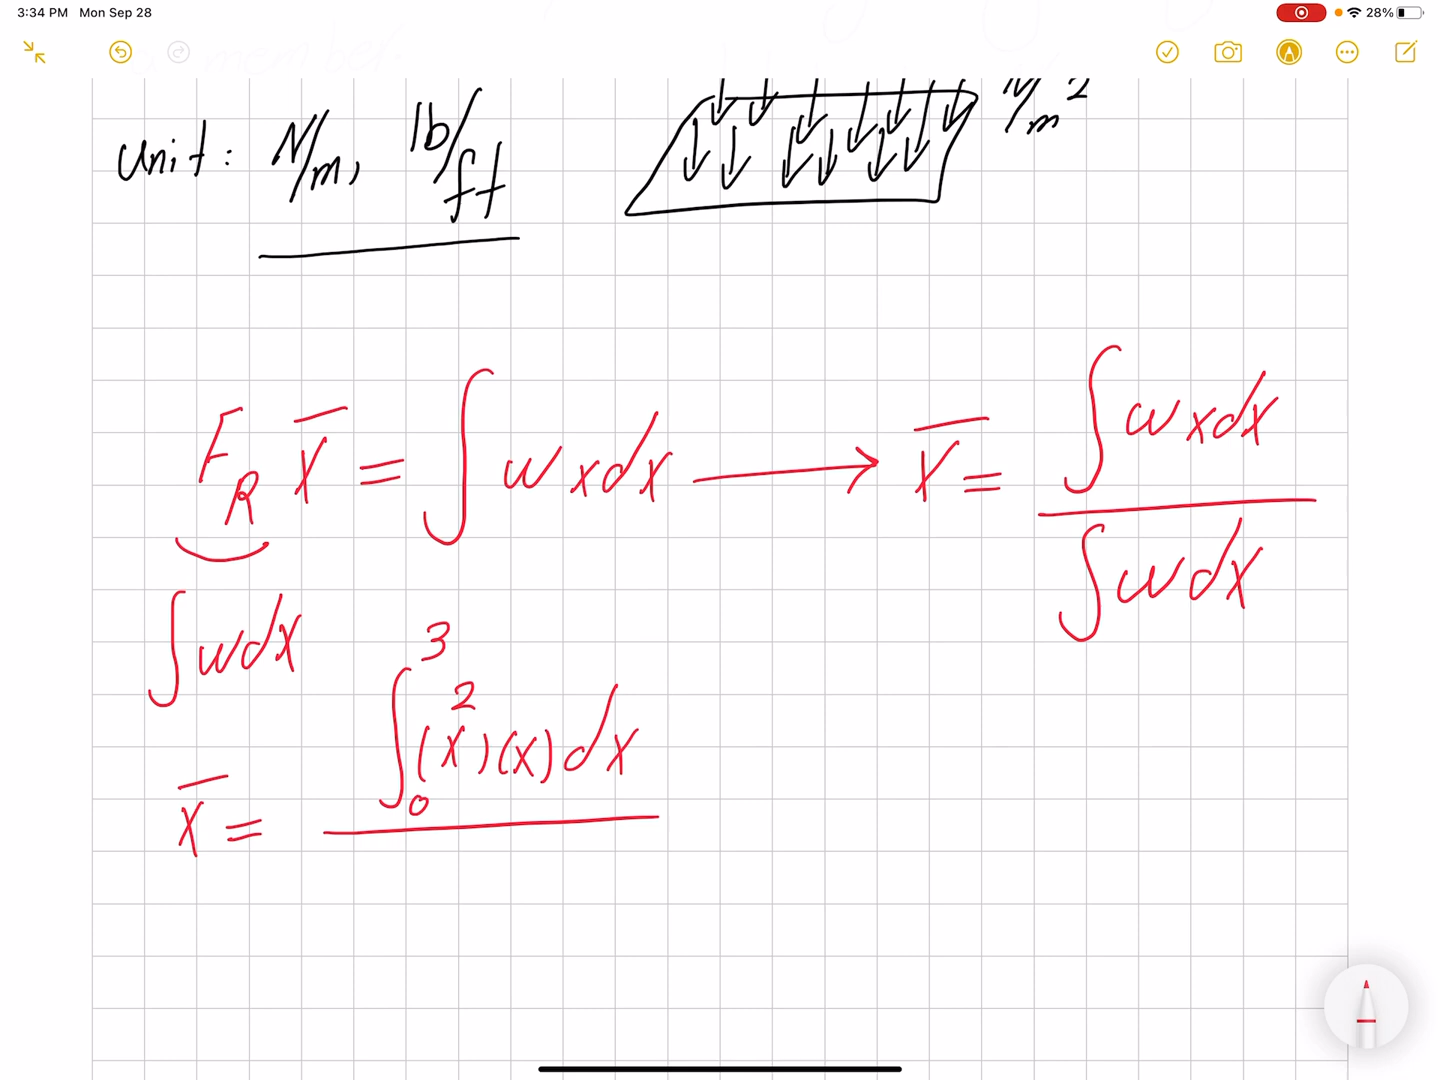 3:34 PM Mon Sep 28
28%
member
Unit: N/m, lb/ft
N/m²
F_R x̄ = ∫ w x dx → x̄ = ∫ w x dx / ∫ w dx
∫ w dx
x̄ = ∫₀³ (x²)(x) dx